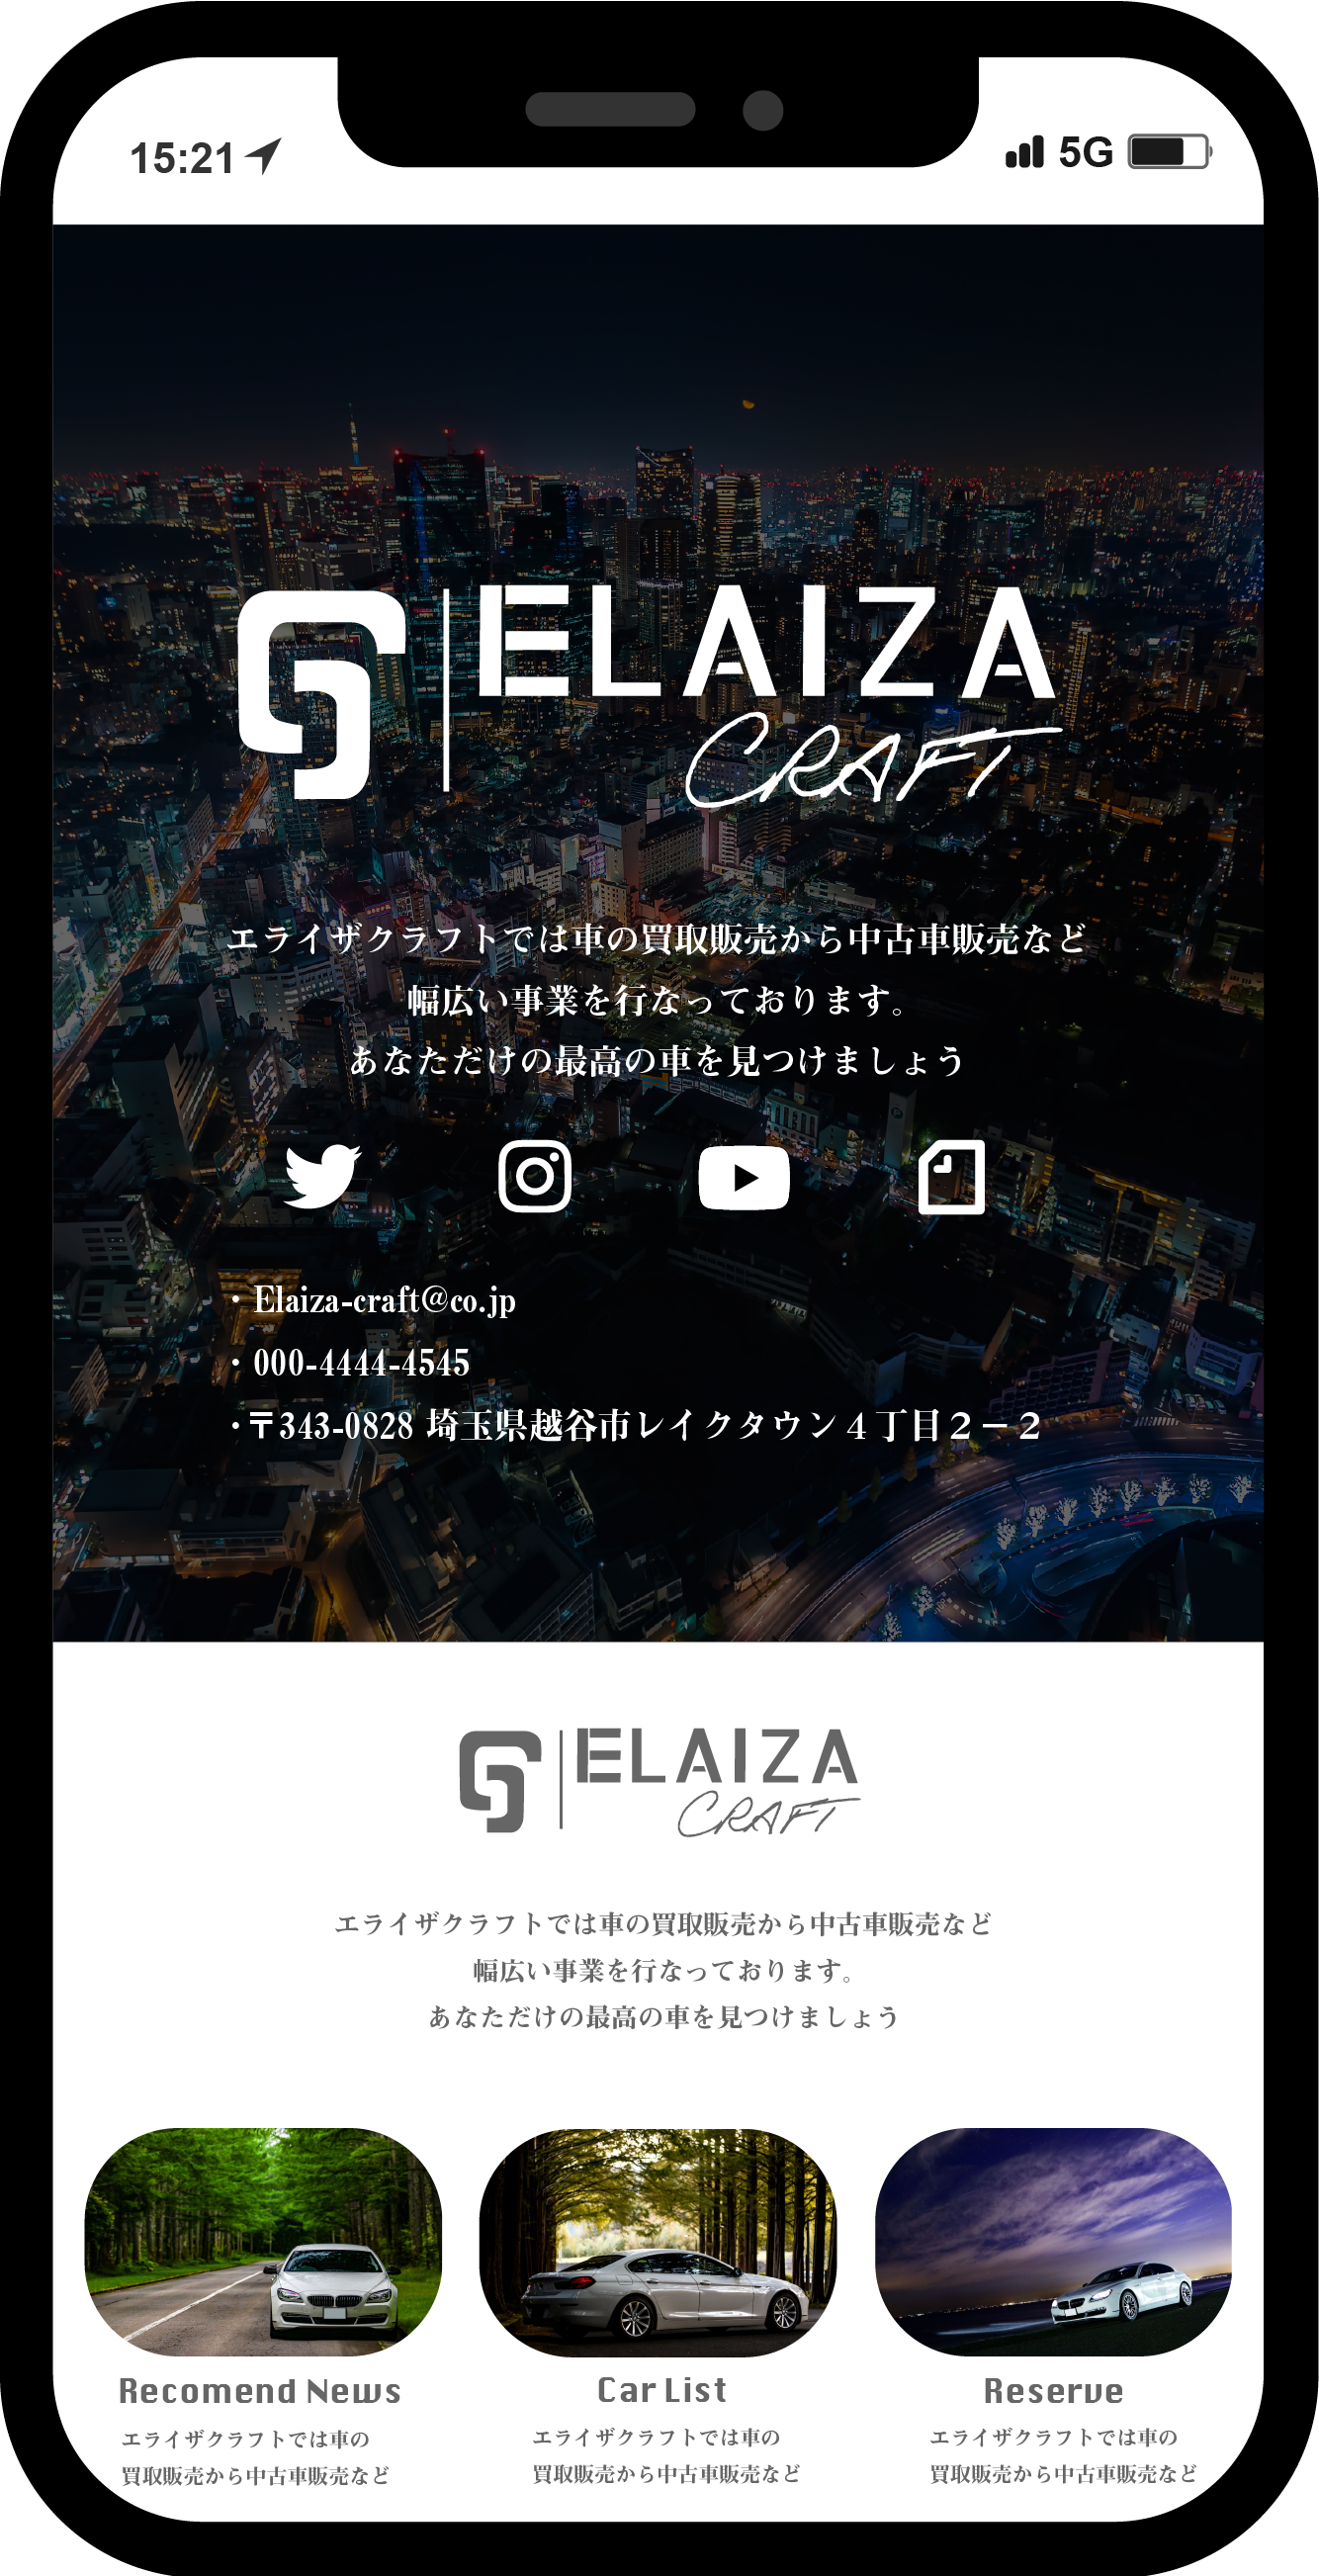 15:21
5G
ELAIZA
CRAFT
エライザクラフトでは車の買取販売から中古車販売など
幅広い事業を行なっております。
あなただけの最高の車を見つけましょう
・Elaiza-craft@co.jp
・000-4444-4545
・〒343-0828 埼玉県越谷市レイクタウン４丁目２－２
ELAIZA
CRAFT
エライザクラフトでは車の買取販売から中古車販売など
幅広い事業を行なっております。
あなただけの最高の車を見つけましょう
Recomend News
エライザクラフトでは車の
買取販売から中古車販売など
Car List
エライザクラフトでは車の
買取販売から中古車販売など
Reserve
エライザクラフトでは車の
買取販売から中古車販売など